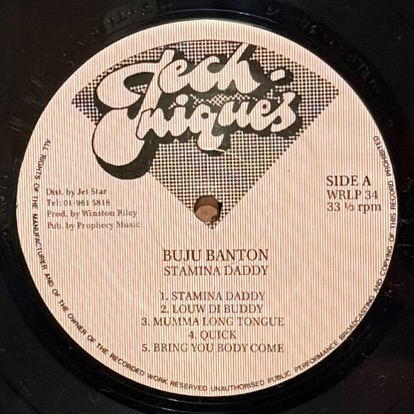 Tech-
niques
Dist. by Jet Star
Tel: 01-961 5818
Prod. by Winston Riley
Pub. by Prophecy Music
SIDE A
WRLP 34
33 ⅓ rpm
BUJU BANTON
STAMINA DADDY
1. STAMINA DADDY
2. LOUW DI BUDDY
3. MUMMA LONG TONGUE
4. QUICK
5. BRING YOU BODY COME
ALL RIGHTS OF THE MANUFACTURER AND OF THE OWNER OF THE RECORDED WORK RESERVED UNAUTHORISED PUBLIC PERFORMANCE BROADCASTING AND COPYING OF THIS RECORD PROHIBITED